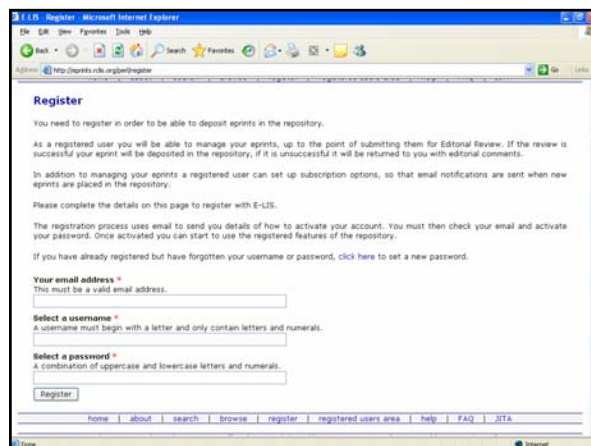 E-LIS - Register - Microsoft Internet Explorer
File Edit View Favorites Tools Help
Back Search Favorites
Address http://eprints.rclis.org/perl/register Go Links
Register
You need to register in order to be able to deposit eprints in the repository.
As a registered user you will be able to manage your eprints, up to the point of submitting them for Editorial Review. If the review is
successful your eprint will be deposited in the repository, if it is unsuccessful it will be returned to you with editorial comments.
In addition to managing your eprints a registered user can set up subscription options, so that email notifications are sent when new
eprints are placed in the repository.
Please complete the details on this page to register with E-LIS.
The registration process uses email to send you details of how to activate your account. You must then check your email and activate
your password. Once activated you can start to use the registered features of the repository.
If you have already registered but have forgotten your username or password, click here to set a new password.
Your email address *
This must be a valid email address.
Select a username *
A username must begin with a letter and only contain letters and numerals.
Select a password *
A combination of uppercase and lowercase letters and numerals.
Register
home | about | search | browse | register | registered users area | help | FAQ | JITA
Done Internet